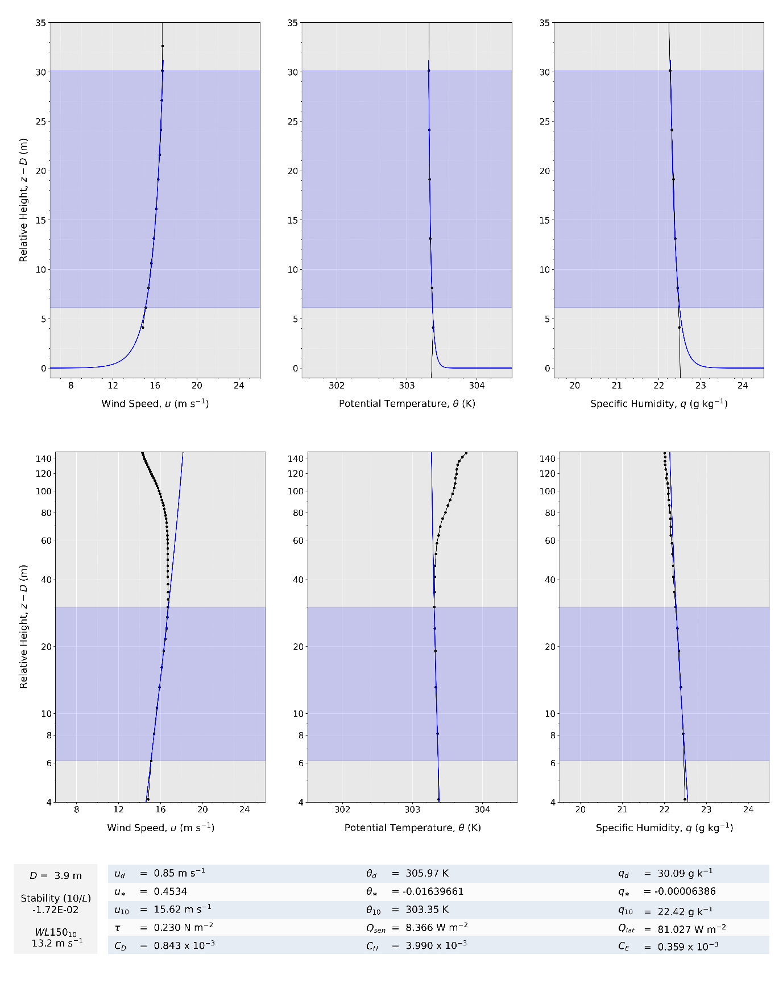 35
30
25
20
15
10
5
0
8 12 16 20 24
Relative Height, z − D (m)
Wind Speed, u (m s⁻¹)
35
30
25
20
15
10
5
0
302 303 304
Potential Temperature, θ (K)
35
30
25
20
15
10
5
0
20 21 22 23 24
Specific Humidity, q (g kg⁻¹)
140
120
100
80
60
40
20
10
8
6
4
8 12 16 20 24
Relative Height, z − D (m)
Wind Speed, u (m s⁻¹)
140
120
100
80
60
40
20
10
8
6
4
302 303 304
Potential Temperature, θ (K)
140
120
100
80
60
40
20
10
8
6
4
20 21 22 23 24
Specific Humidity, q (g kg⁻¹)
D = 3.9 m
Stability (10/L)
-1.72E-02
WL150₁₀
13.2 m s⁻¹
u_d = 0.85 m s⁻¹ θ_d = 305.97 K q_d = 30.09 g k⁻¹
u_* = 0.4534 θ_* = -0.01639661 q_* = -0.00006386
u₁₀ = 15.62 m s⁻¹ θ₁₀ = 303.35 K q₁₀ = 22.42 g k⁻¹
τ = 0.230 N m⁻² Q_sen = 8.366 W m⁻² Q_lat = 81.027 W m⁻²
C_D = 0.843 x 10⁻³ C_H = 3.990 x 10⁻³ C_E = 0.359 x 10⁻³